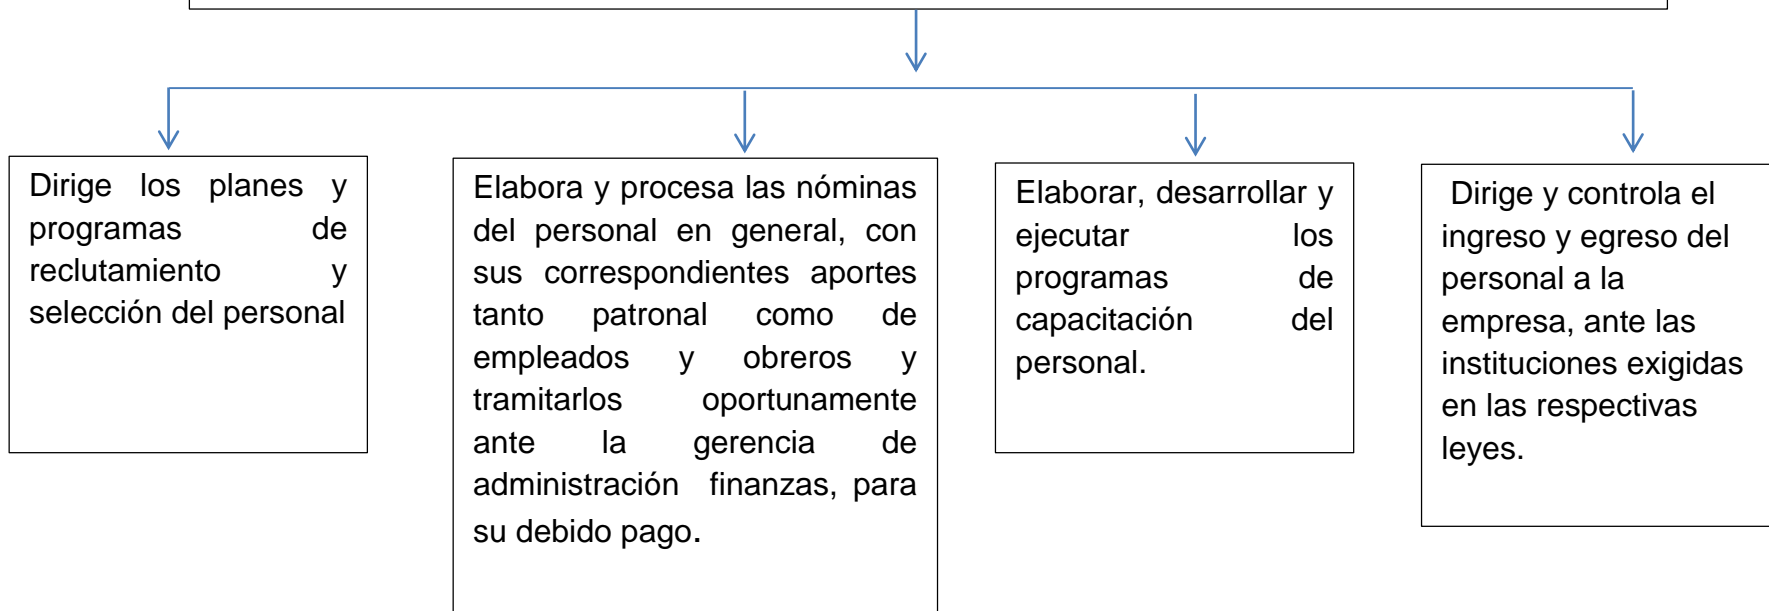 Dirige los planes y
programas de
reclutamiento y
selección del personal
Elabora y procesa las nóminas
del personal en general, con
sus correspondientes aportes
tanto patronal como de
empleados y obreros y
tramitarlos oportunamente
ante la gerencia de
administración finanzas, para
su debido pago.
Elaborar, desarrollar y
ejecutar los
programas de
capacitación del
personal.
Dirige y controla el
ingreso y egreso del
personal a la
empresa, ante las
instituciones exigidas
en las respectivas
leyes.